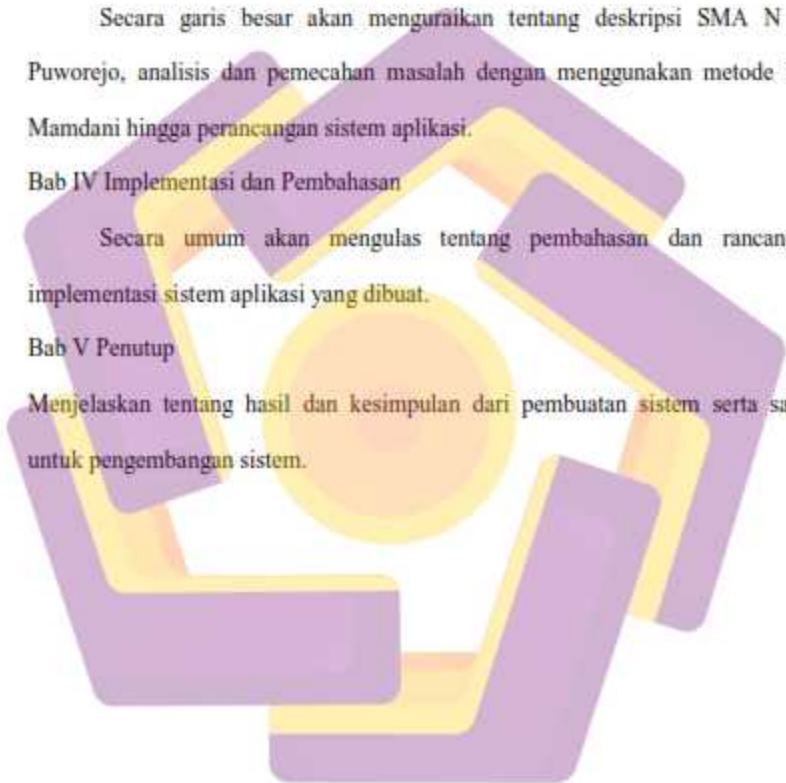 Secara garis besar akan menguraikan tentang deskripsi SMA N
Puworejo, analisis dan pemecahan masalah dengan menggunakan metode
Mamdani hingga perancangan sistem aplikasi.
Bab IV Implementasi dan Pembahasan
Secara umum akan mengulas tentang pembahasan dan rancan
implementasi sistem aplikasi yang dibuat.
Bab V Penutup
Menjelaskan tentang hasil dan kesimpulan dari pembuatan sistem serta sa
untuk pengembangan sistem.